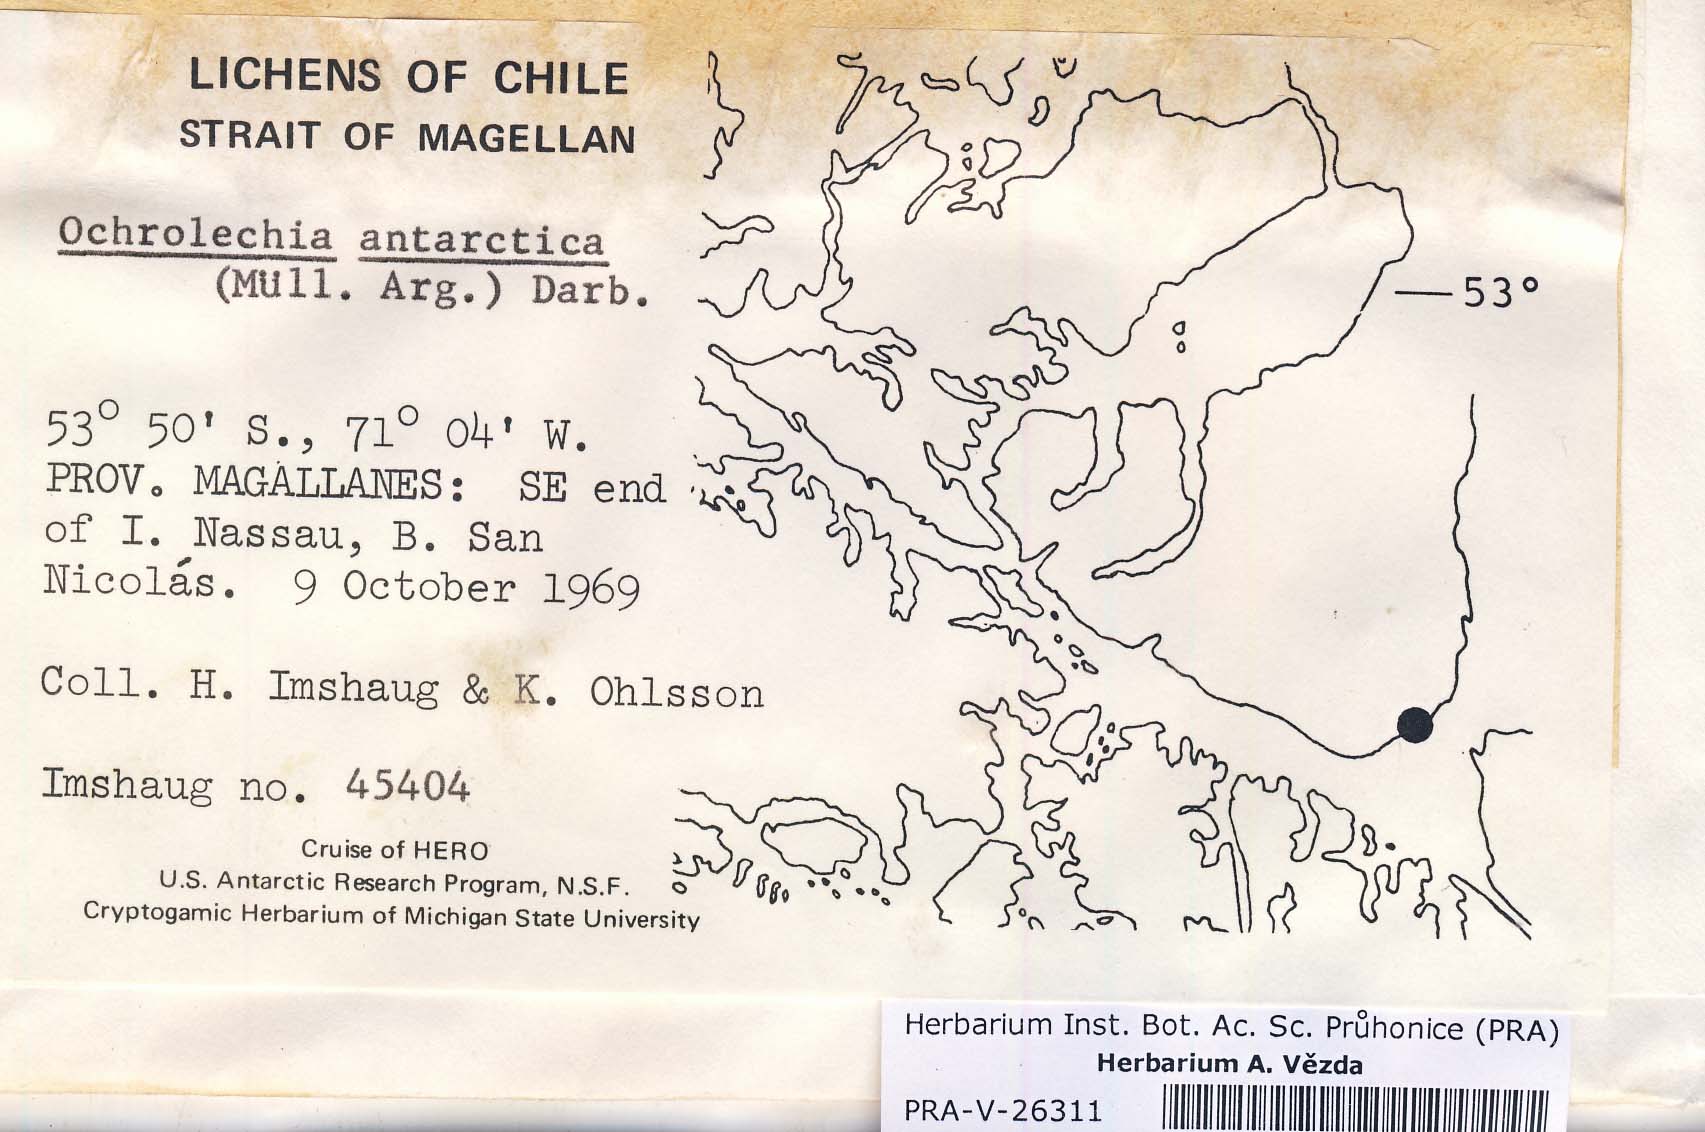 LICHENS OF CHILE
STRAIT OF MAGELLAN
Ochrolechia antarctica
(Müll. Arg.) Darb.
53° 50' S., 71° 04' W.
PROV. MAGALLANES: SE end
of I. Nassau, B. San
Nicolás. 9 October 1969
Coll. H. Imshaug & K. Ohlsson
Imshaug no. 45404
Cruise of HERO
U.S. Antarctic Research Program, N.S.F.
Cryptogamic Herbarium of Michigan State University
—53°
Herbarium Inst. Bot. Ac. Sc. Průhonice (PRA)
Herbarium A. Vězda
PRA-V-26311